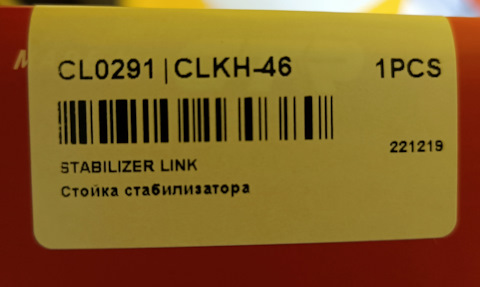 CL0291 | CLKH-46 1PCS
221219
STABILIZER LINK
Стойка стабилизатора